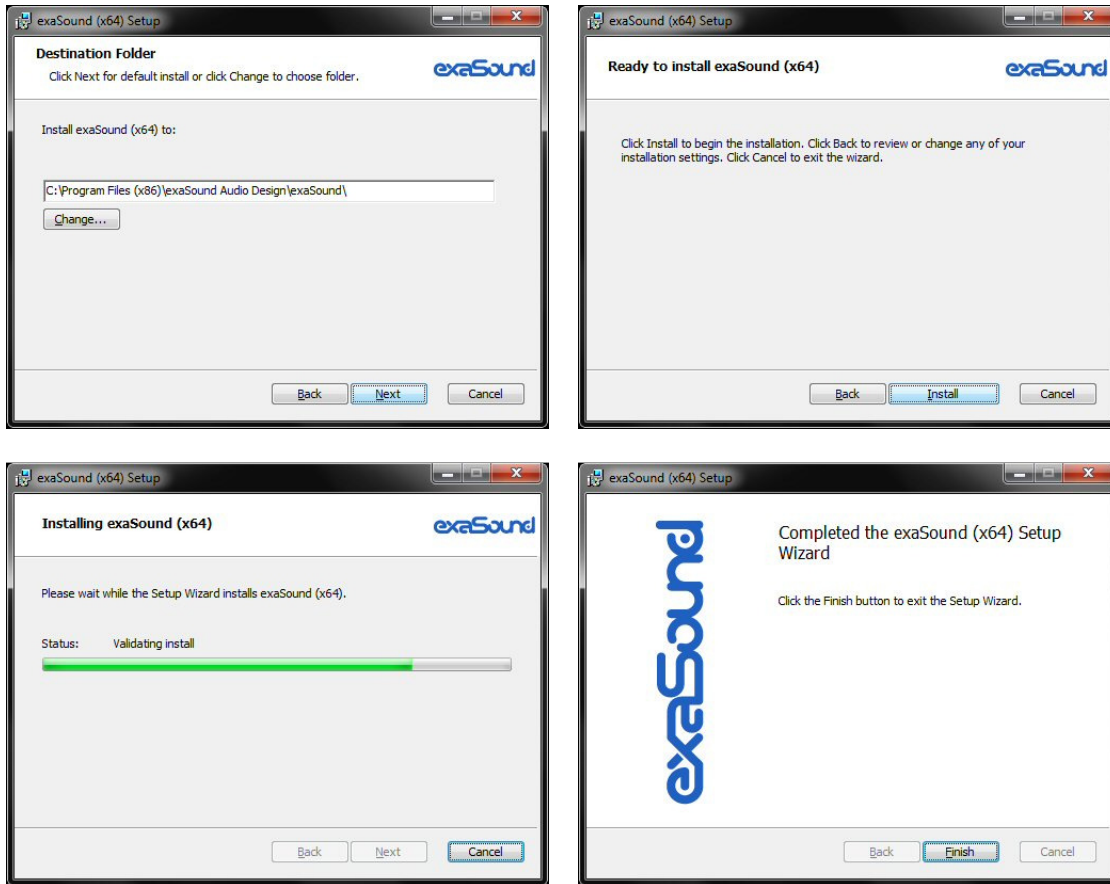 exaSound (x64) Setup
Destination Folder
Click Next for default install or click Change to choose folder.
exaSound
Install exaSound (x64) to:
C:\Program Files (x86)\exaSound Audio Design\exaSound\
Change...
Back Next Cancel
exaSound (x64) Setup
Ready to install exaSound (x64)
exaSound
Click Install to begin the installation. Click Back to review or change any of your
installation settings. Click Cancel to exit the wizard.
Back Install Cancel
exaSound (x64) Setup
Installing exaSound (x64)
exaSound
Please wait while the Setup Wizard installs exaSound (x64).
Status: Validating install
Back Next Cancel
exaSound (x64) Setup
exaSound
Completed the exaSound (x64) Setup
Wizard
Click the Finish button to exit the Setup Wizard.
Back Finish Cancel